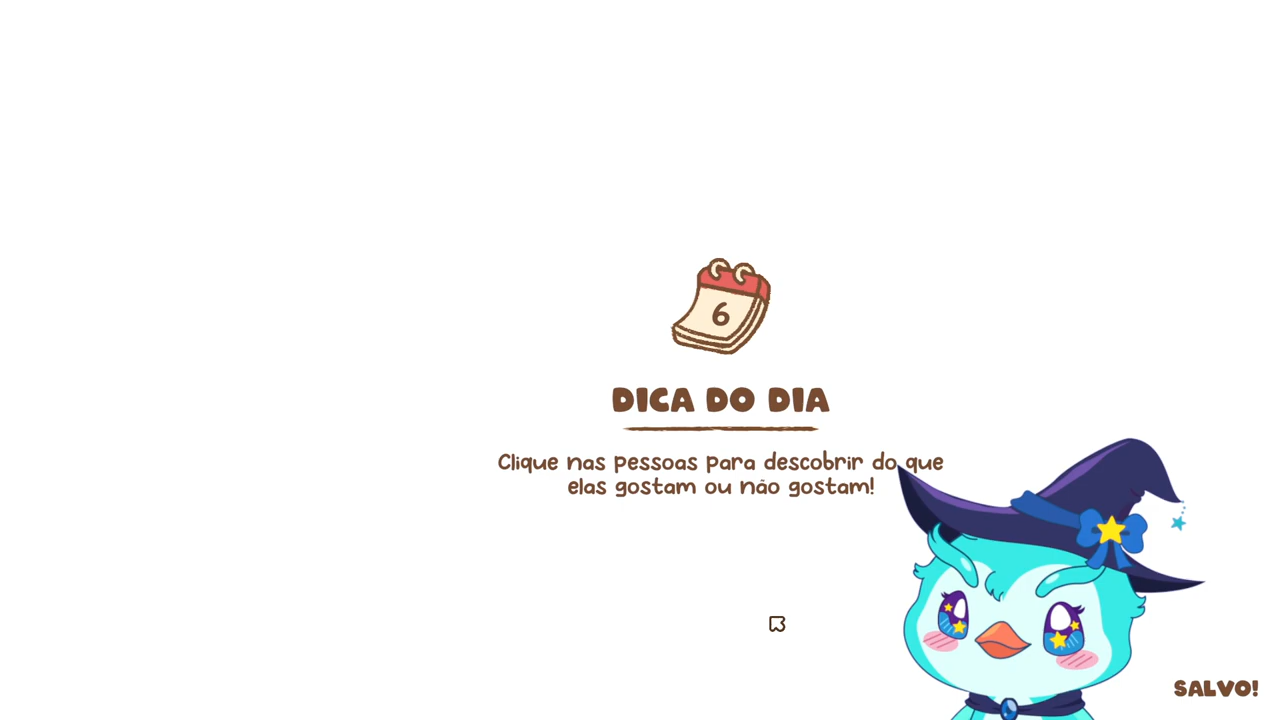 6
DICA DO DIA
Clique nas pessoas para descobrir do que
elas gostam ou não gostam!
SALVO!